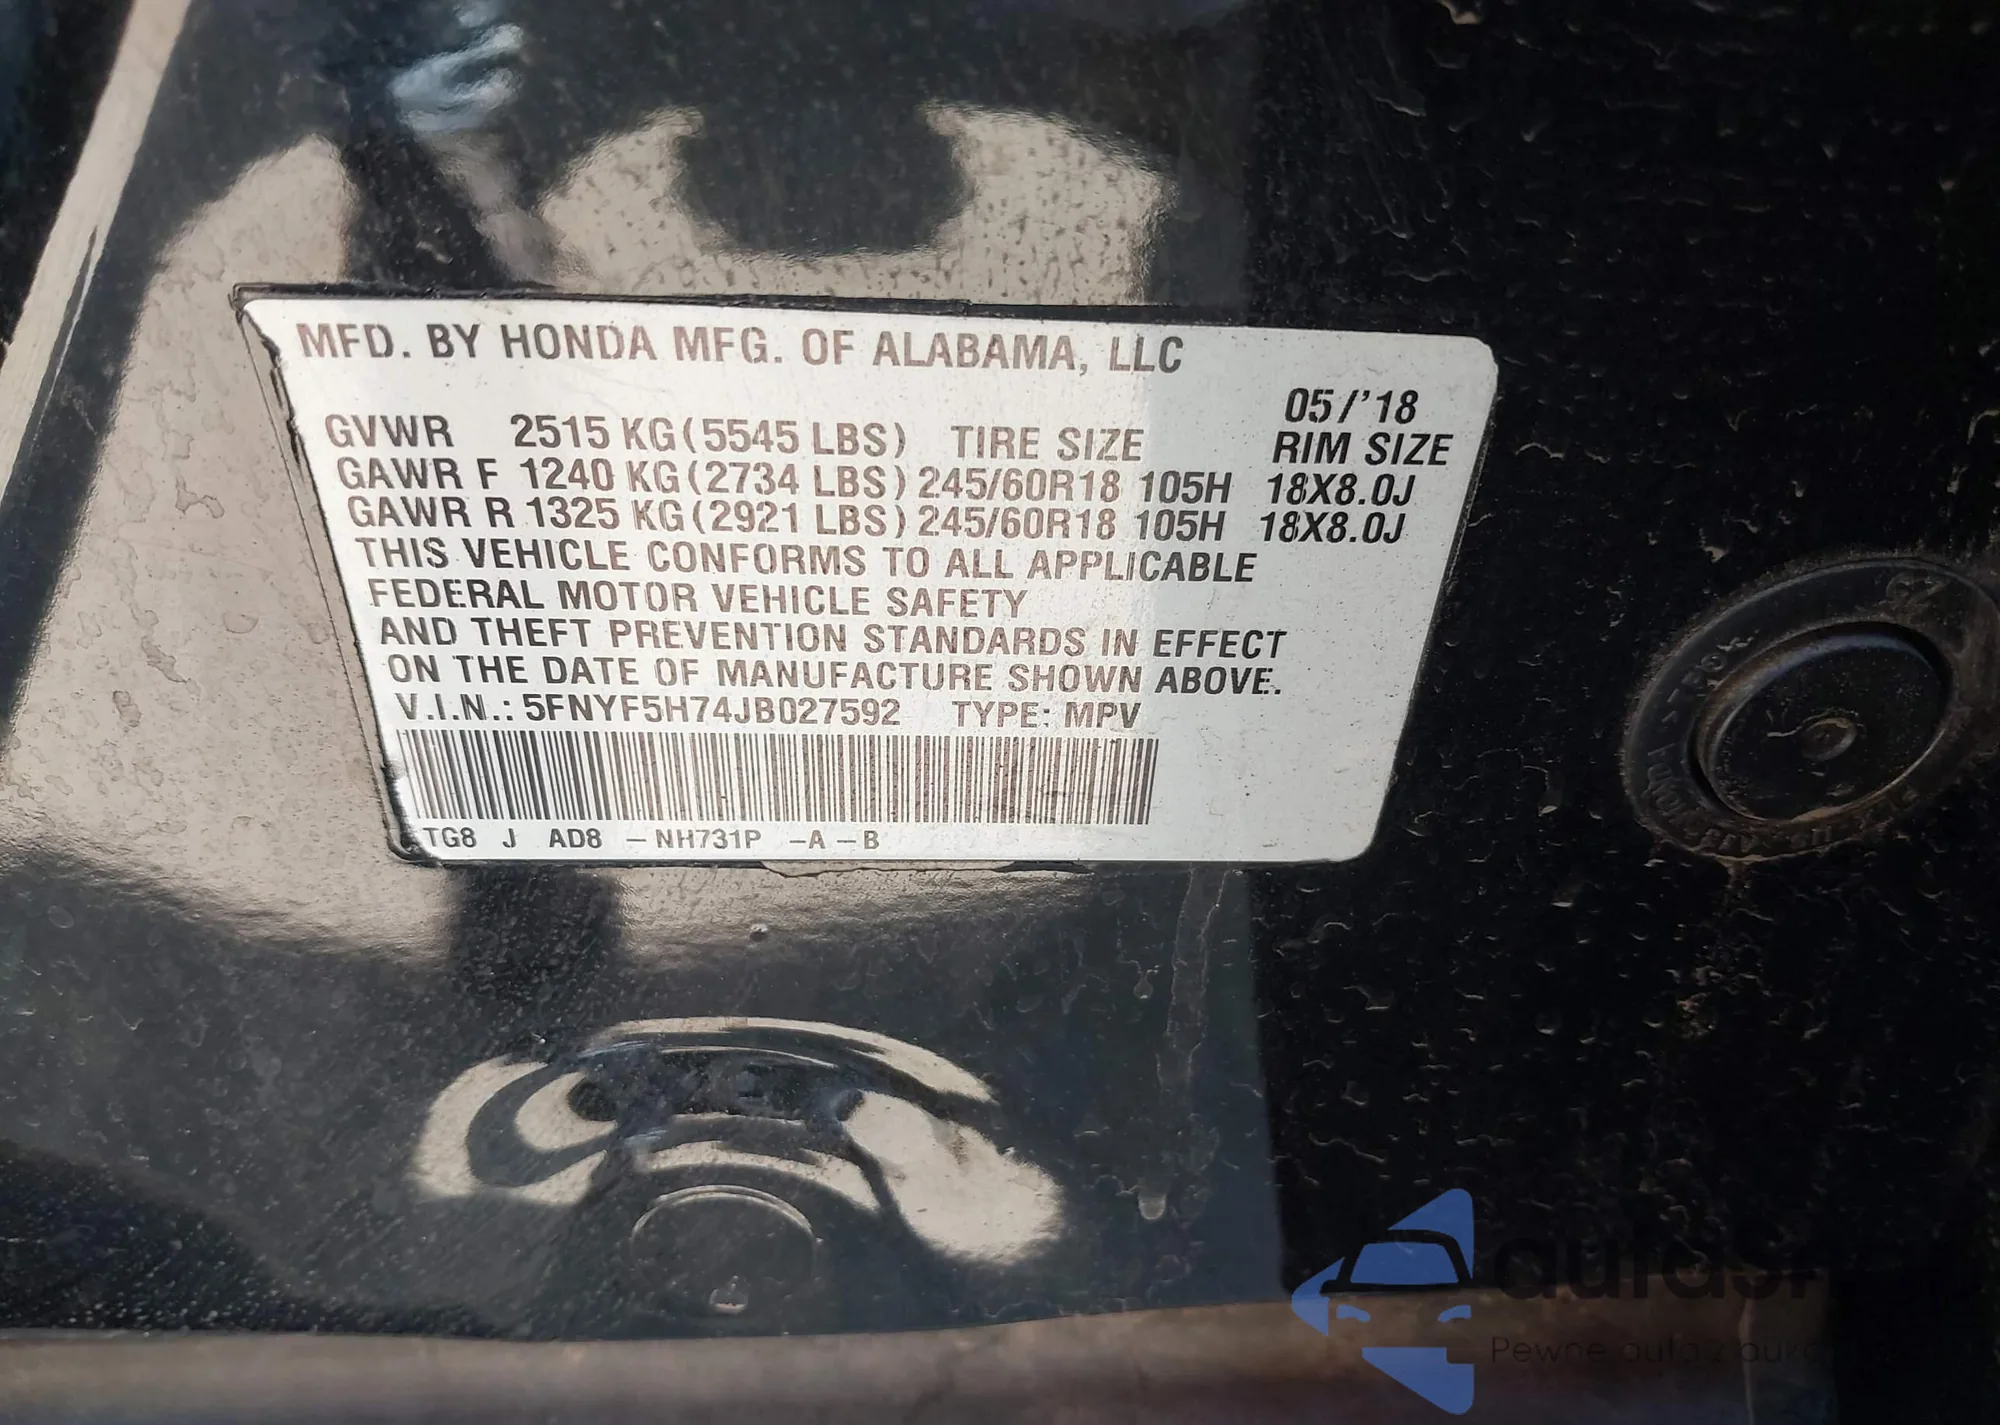 MFD. BY HONDA MFG. OF ALABAMA, LLC
05/'18
GVWR 2515 KG (5545 LBS) TIRE SIZE RIM SIZE
GAWR F 1240 KG (2734 LBS) 245/60R18 105H 18X8.0J
GAWR R 1325 KG (2921 LBS) 245/60R18 105H 18X8.0J
THIS VEHICLE CONFORMS TO ALL APPLICABLE
FEDERAL MOTOR VEHICLE SAFETY
AND THEFT PREVENTION STANDARDS IN EFFECT
ON THE DATE OF MANUFACTURE SHOWN ABOVE.
V.I.N.: 5FNYF5H74JB027592 TYPE: MPV
TG8 J AD8 –NH731P –A –B
Pewne auta z